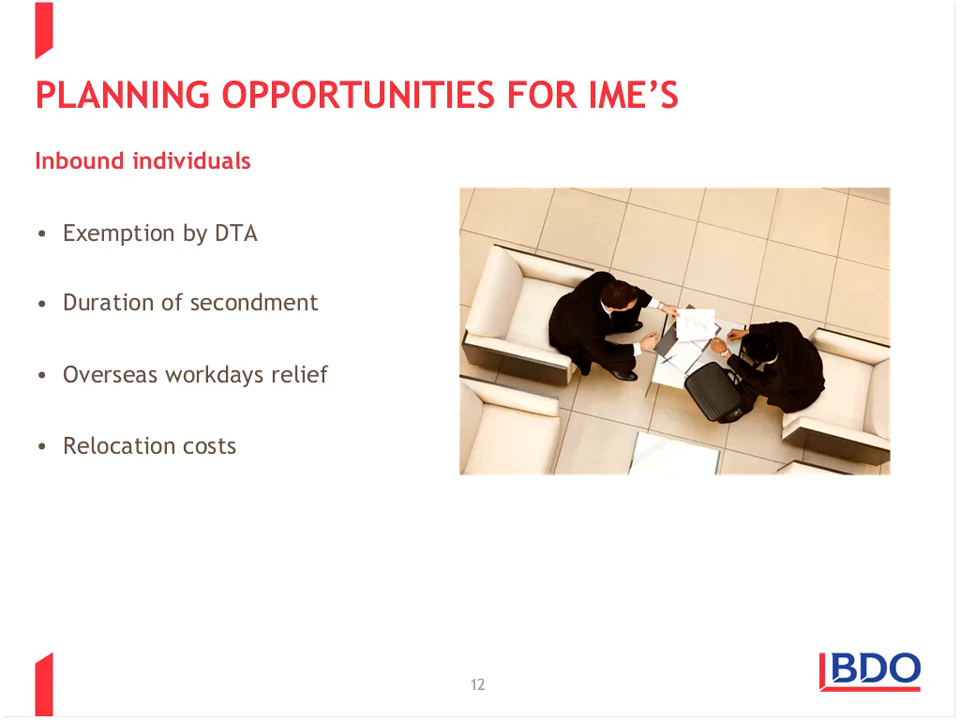 PLANNING OPPORTUNITIES FOR IME’S
Inbound individuals
• Exemption by DTA
• Duration of secondment
• Overseas workdays relief
• Relocation costs
12
BDO